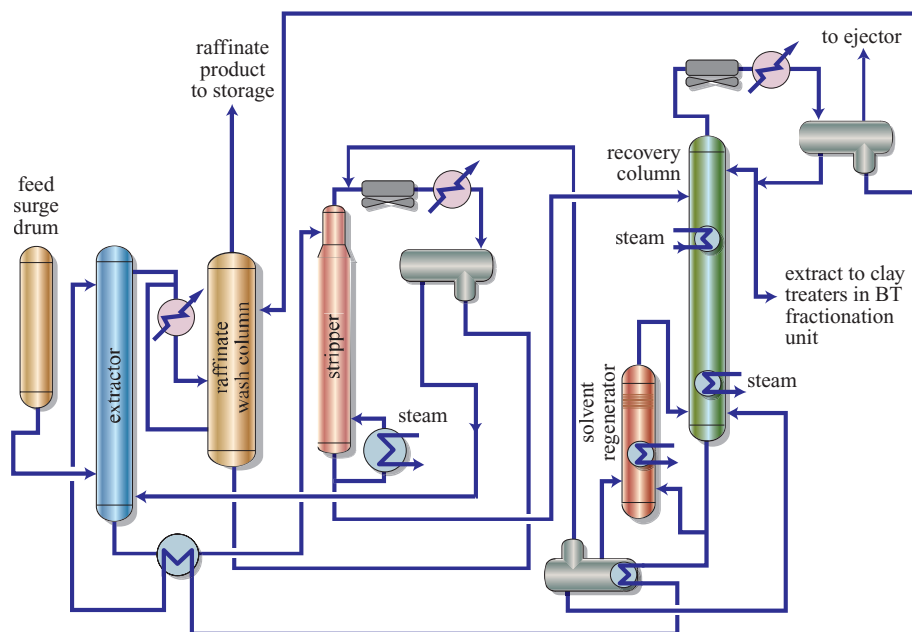 to ejector
raffinate
product
to storage
recovery
column
feed
surge
drum
steam
extractor
raffinate
wash column
stripper
extract to clay
treaters in BT
fractionation
unit
steam
steam
solvent
regenerator